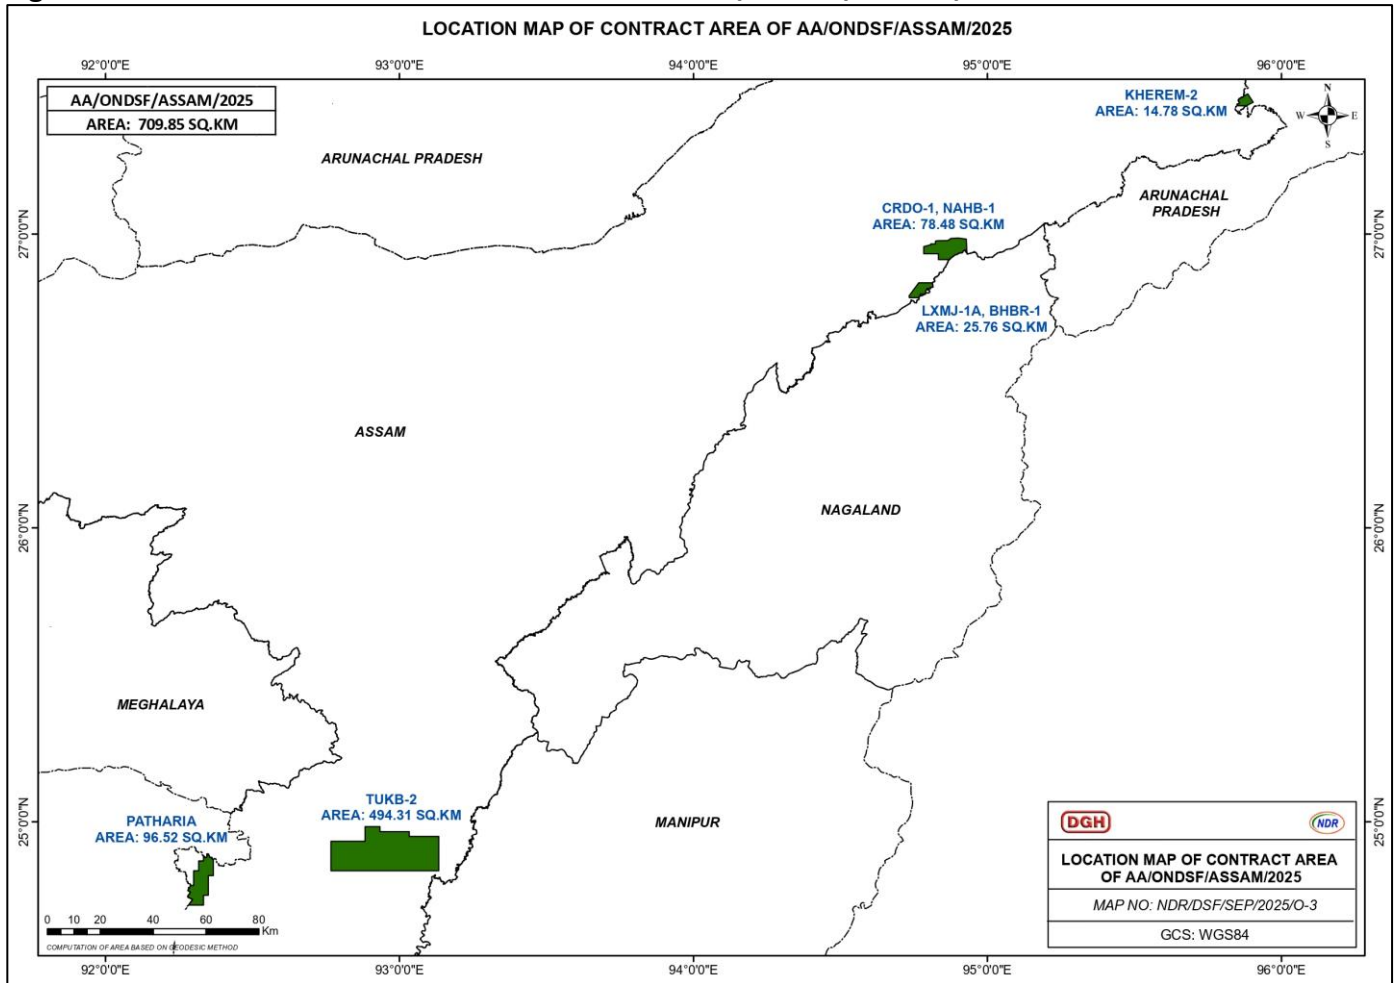 LOCATION MAP OF CONTRACT AREA OF AA/ONDSF/ASSAM/2025
92°0'0"E
93°0'0"E
94°0'0"E
95°0'0"E
96°0'0"E
AA/ONDSF/ASSAM/2025
AREA: 709.85 SQ.KM
KHEREM-2
AREA: 14.78 SQ.KM
N
W
E
S
ARUNACHAL PRADESH
ARUNACHAL
PRADESH
CRDO-1, NAHB-1
AREA: 78.48 SQ.KM
27°0'0"N
27°0'0"N
LXMJ-1A, BHBR-1
AREA: 25.76 SQ.KM
ASSAM
NAGALAND
26°0'0"N
26°0'0"N
MEGHALAYA
TUKB-2
AREA: 494.31 SQ.KM
PATHARIA
AREA: 96.52 SQ.KM
MANIPUR
25°0'0"N
25°0'0"N
DGH
NDR
LOCATION MAP OF CONTRACT AREA
OF AA/ONDSF/ASSAM/2025
MAP NO: NDR/DSF/SEP/2025/O-3
GCS: WGS84
0 10 20 40 60 80
Km
COMPUTATION OF AREA BASED ON GEODESIC METHOD
92°0'0"E
93°0'0"E
94°0'0"E
95°0'0"E
96°0'0"E